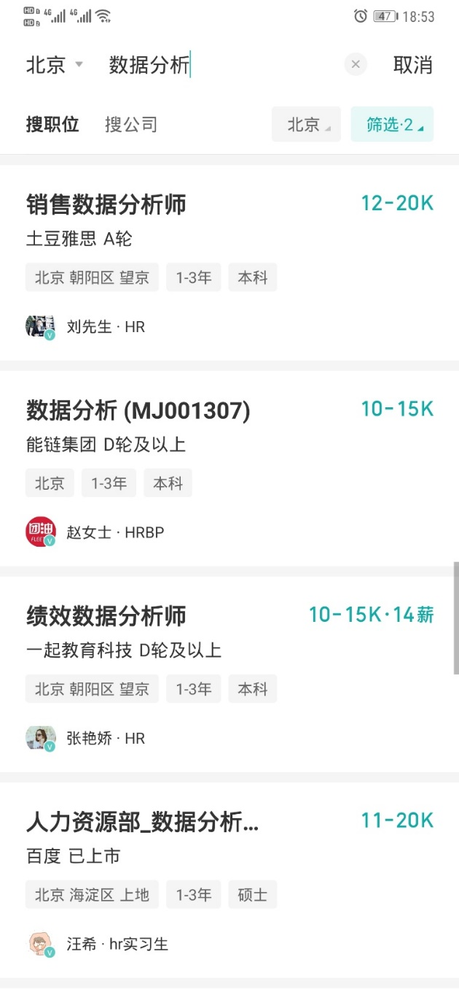 HD 4G 4G 47 18:53
HD
北京 数据分析 取消
搜职位 搜公司 北京 筛选·2
销售数据分析师 12-20K
土豆雅思 A轮
北京 朝阳区 望京 1-3年 本科
刘先生 · HR
数据分析 (MJ001307) 10-15K
能链集团 D轮及以上
北京 1-3年 本科
团油
赵女士 · HRBP
绩效数据分析师 10-15K·14薪
一起教育科技 D轮及以上
北京 朝阳区 望京 1-3年 本科
张艳娇 · HR
人力资源部_数据分析... 11-20K
百度 已上市
北京 海淀区 上地 1-3年 硕士
汪希 · hr实习生